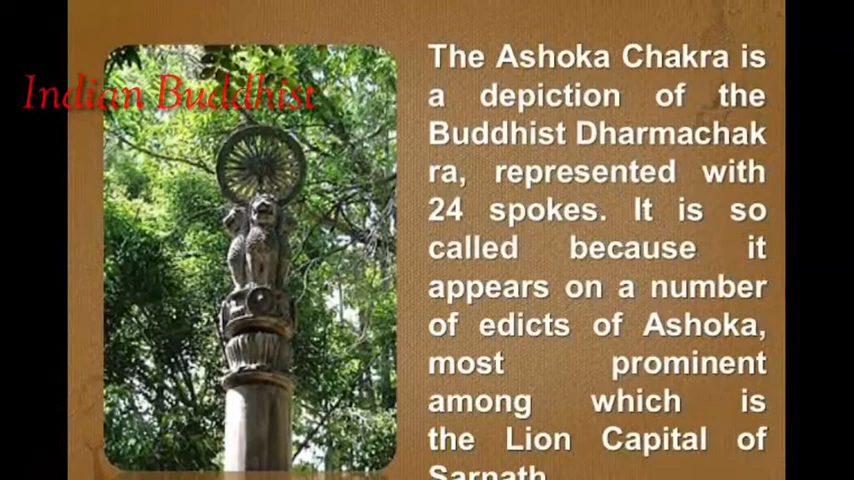 Indian Buddhist
The Ashoka Chakra is
a depiction of the
Buddhist Dharmachak
ra, represented with
24 spokes. It is so
called because it
appears on a number
of edicts of Ashoka,
most prominent
among which is
the Lion Capital of
Sarnath